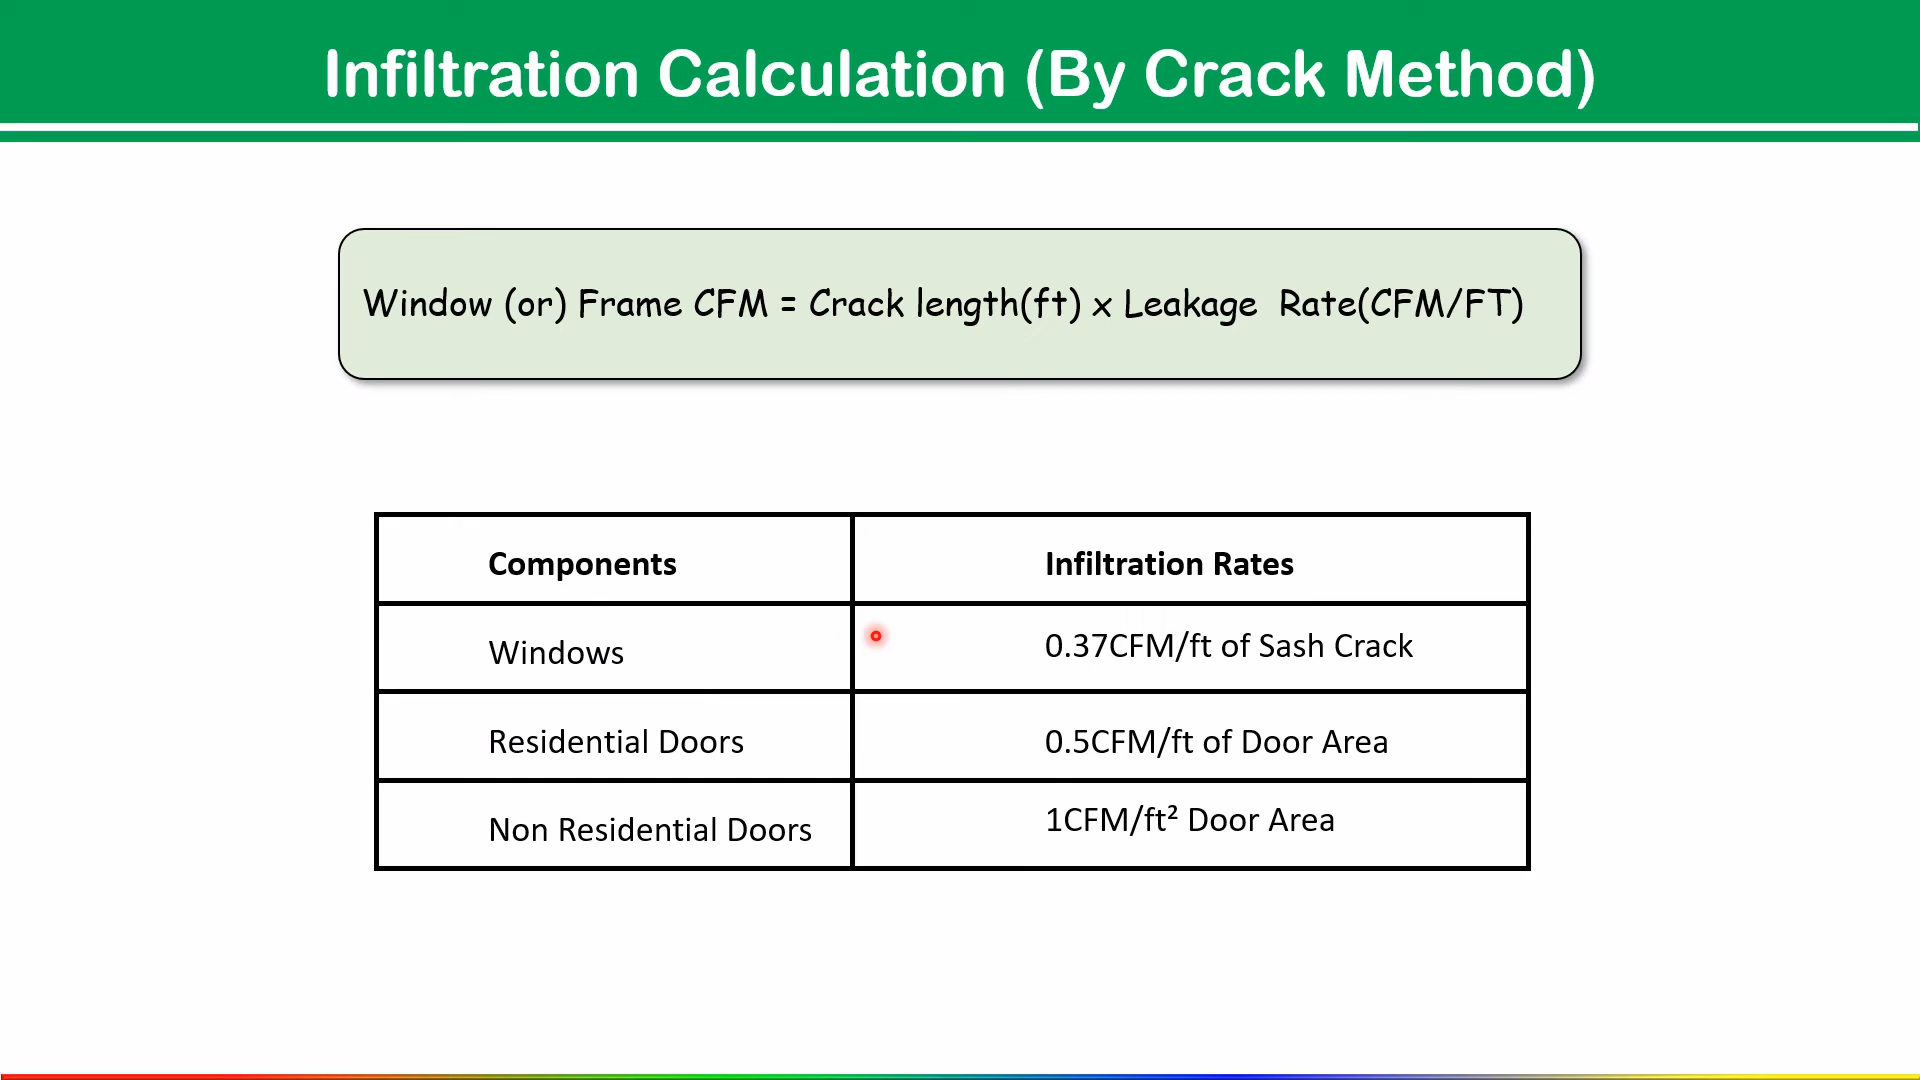 Infiltration Calculation (By Crack Method)
Window (or) Frame CFM = Crack length(ft) x Leakage Rate(CFM/FT)
Components
Infiltration Rates
Windows
0.37CFM/ft of Sash Crack
Residential Doors
0.5CFM/ft of Door Area
Non Residential Doors
1CFM/ft² Door Area